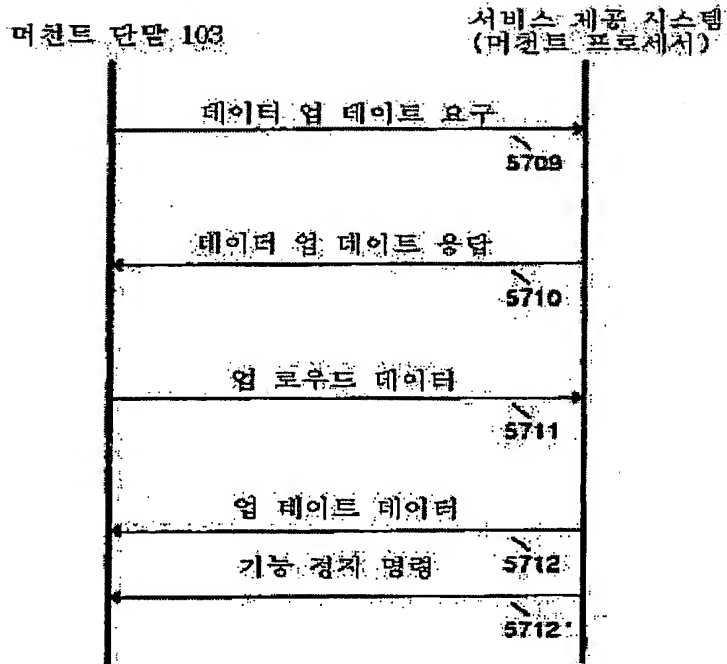 머천트 단말 103
서비스 제공 시스템
(머천트 프로세서)
데이터 업 데이트 요구
5709
데이터 업 데이트 응답
5710
업 로우드 데이터
5711
업 데이트 데이터
5712
기능 정지 명령
5712'